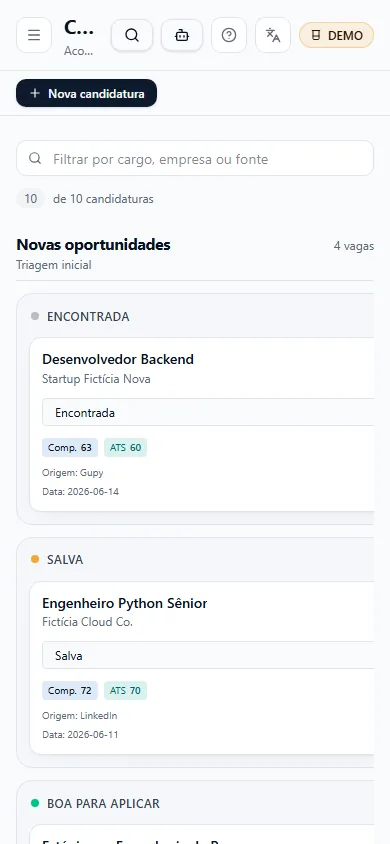 C...
Aco...
DEMO
+ Nova candidatura
Filtrar por cargo, empresa ou fonte
10 de 10 candidaturas
Novas oportunidades
4 vagas
Triagem inicial
ENCONTRADA
Desenvolvedor Backend
Startup Fictícia Nova
Encontrada
Comp. 63 ATS 60
Origem: Gupy
Data: 2026-06-14
SALVA
Engenheiro Python Sênior
Fictícia Cloud Co.
Salva
Comp. 72 ATS 70
Origem: LinkedIn
Data: 2026-06-11
BOA PARA APLICAR